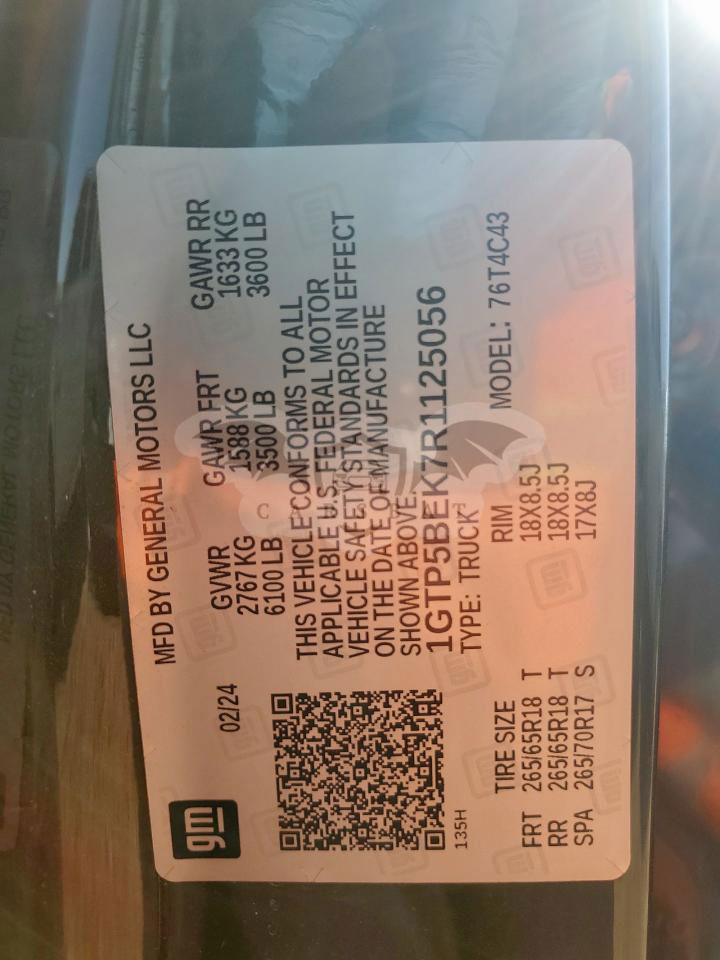 gm
MFD BY GENERAL MOTORS LLC
02/24
GVWR GAWR FRT GAWR RR
2767 KG 1588 KG 1633 KG
6100 LB 3500 LB 3600 LB
THIS VEHICLE CONFORMS TO ALL
APPLICABLE U.S. FEDERAL MOTOR
VEHICLE SAFETY STANDARDS IN EFFECT
ON THE DATE OF MANUFACTURE
SHOWN ABOVE.
1GTP5BEK7R1125056
135H
TYPE: TRUCK
TIRE SIZE RIM MODEL: 76T4C43
FRT 265/65R18 T 18X8.5J
RR 265/65R18 T 18X8.5J
SPA 265/70R17 S 17X8J